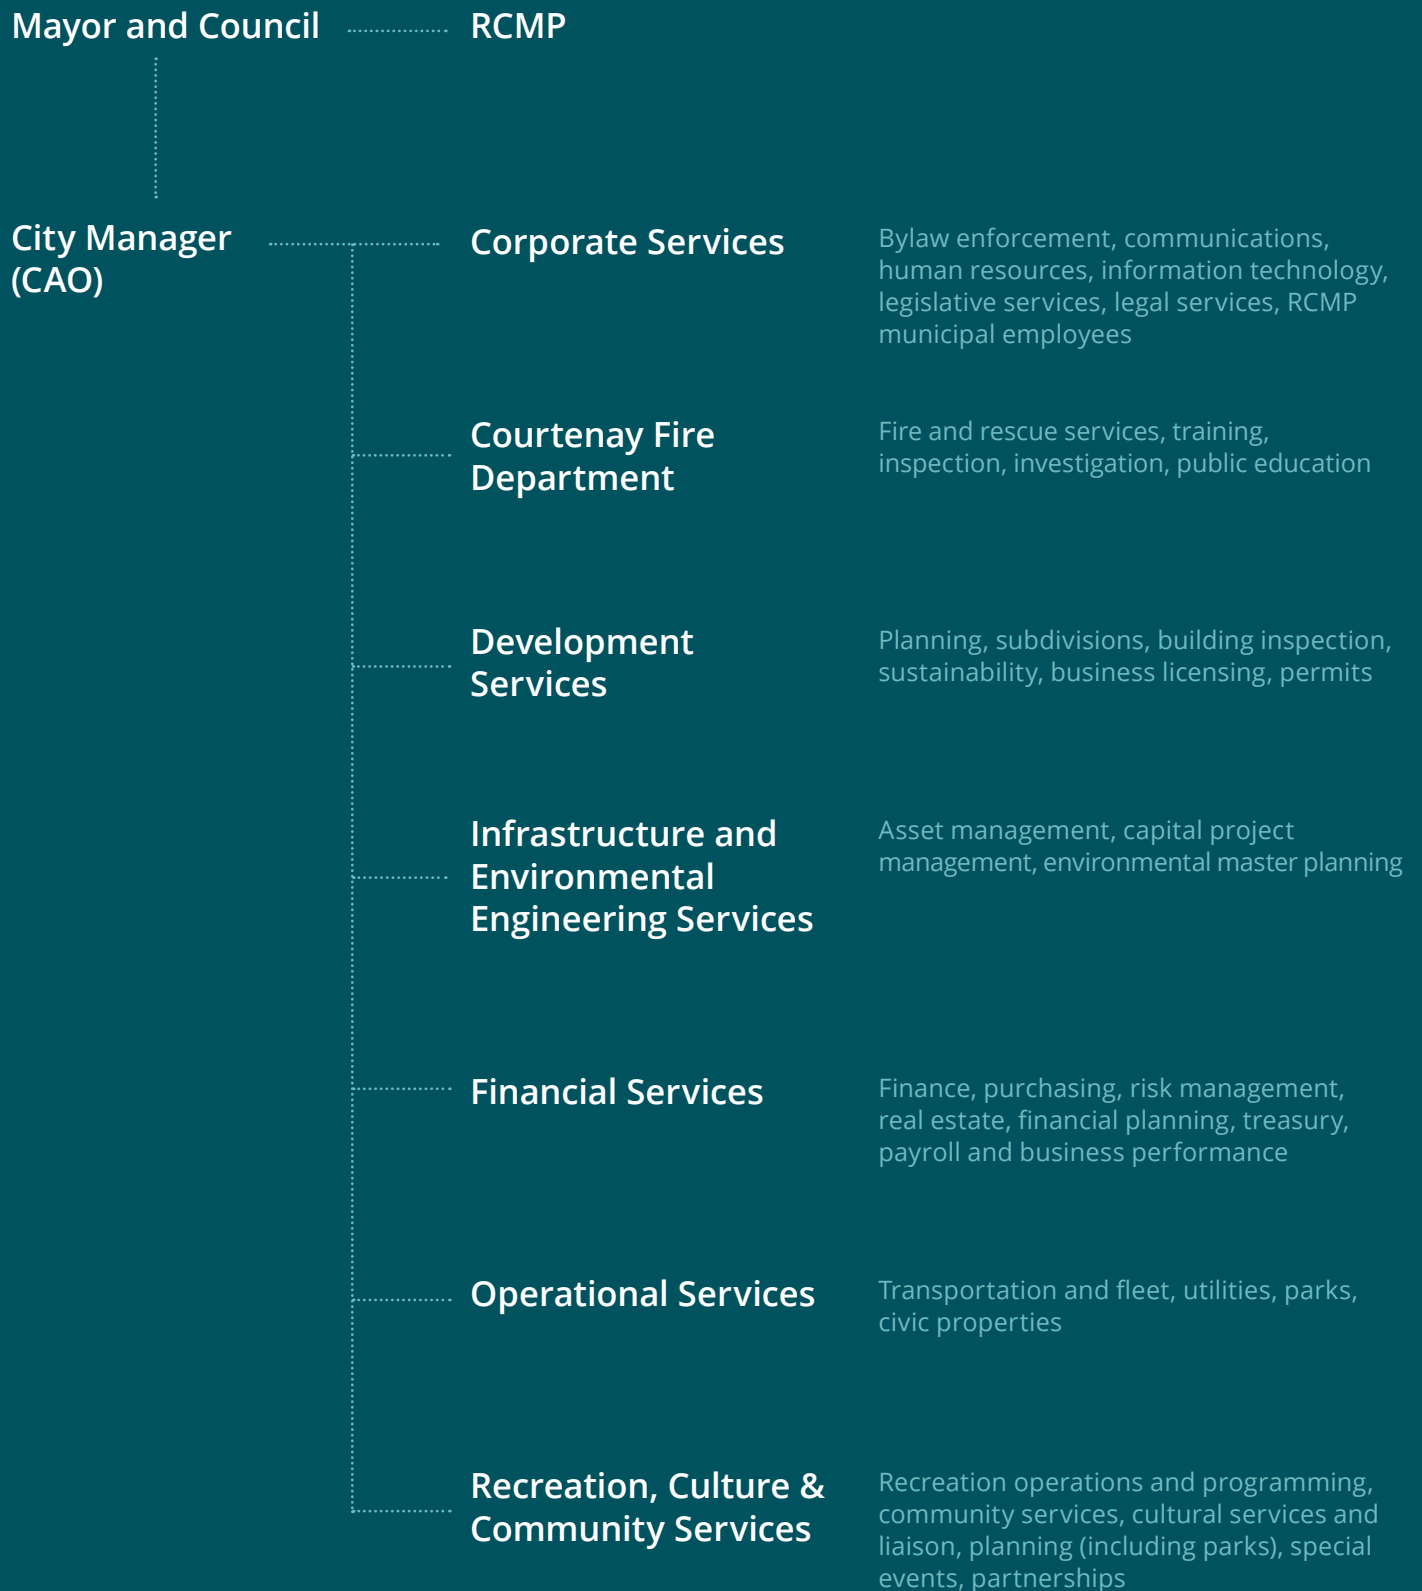 Mayor and Council
RCMP
City Manager
(CAO)
Corporate Services
Bylaw enforcement, communications,
human resources, information technology,
legislative services, legal services, RCMP
municipal employees
Courtenay Fire
Department
Fire and rescue services, training,
inspection, investigation, public education
Development
Services
Planning, subdivisions, building inspection,
sustainability, business licensing, permits
Infrastructure and
Environmental
Engineering Services
Asset management, capital project
management, environmental master planning
Financial Services
Finance, purchasing, risk management,
real estate, financial planning, treasury,
payroll and business performance
Operational Services
Transportation and fleet, utilities, parks,
civic properties
Recreation, Culture &
Community Services
Recreation operations and programming,
community services, cultural services and
liaison, planning (including parks), special
events, partnerships